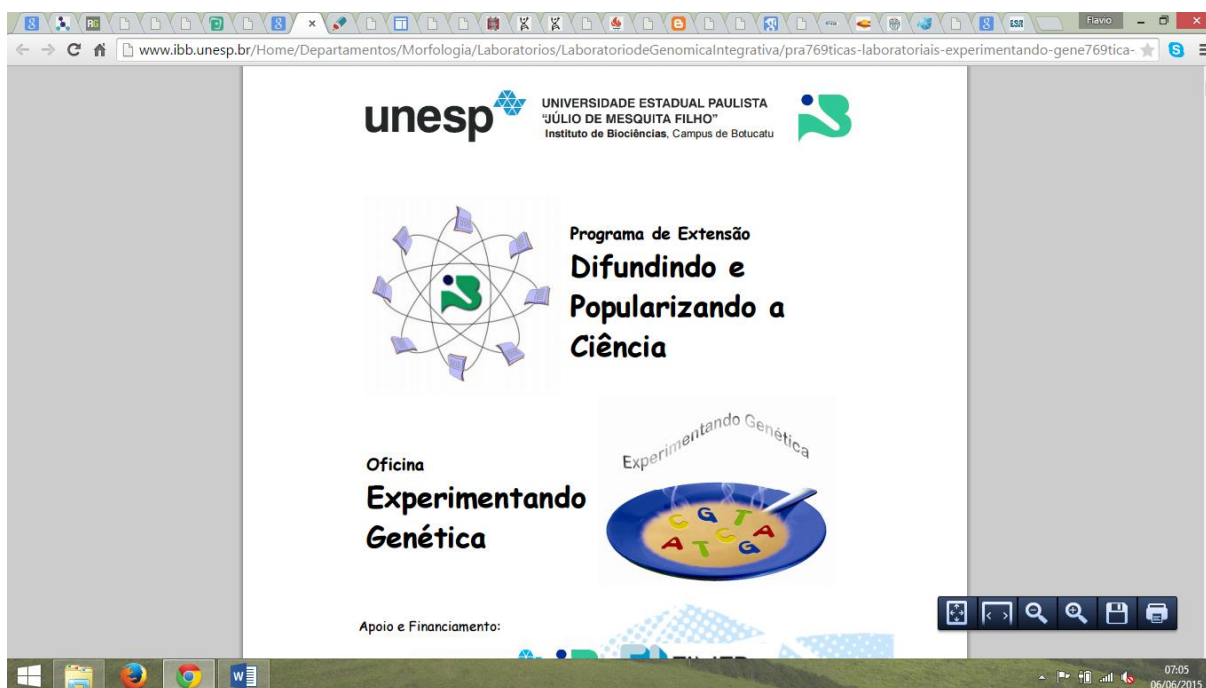 Flavio
www.ibb.unesp.br/Home/Departamentos/Morfologia/Laboratorios/LaboratoriodeGenomicaIntegrativa/pra769ticas-laboratoriais-experimentando-gene769tica-
unesp
UNIVERSIDADE ESTADUAL PAULISTA
"JÚLIO DE MESQUITA FILHO"
Instituto de Biociências, Campus de Botucatu
Programa de Extensão
Difundindo e
Popularizando a
Ciência
Experimentando Genética
Oficina
Experimentando
Genética
C G T A
A T C G
Apoio e Financiamento:
07:05
06/06/2015